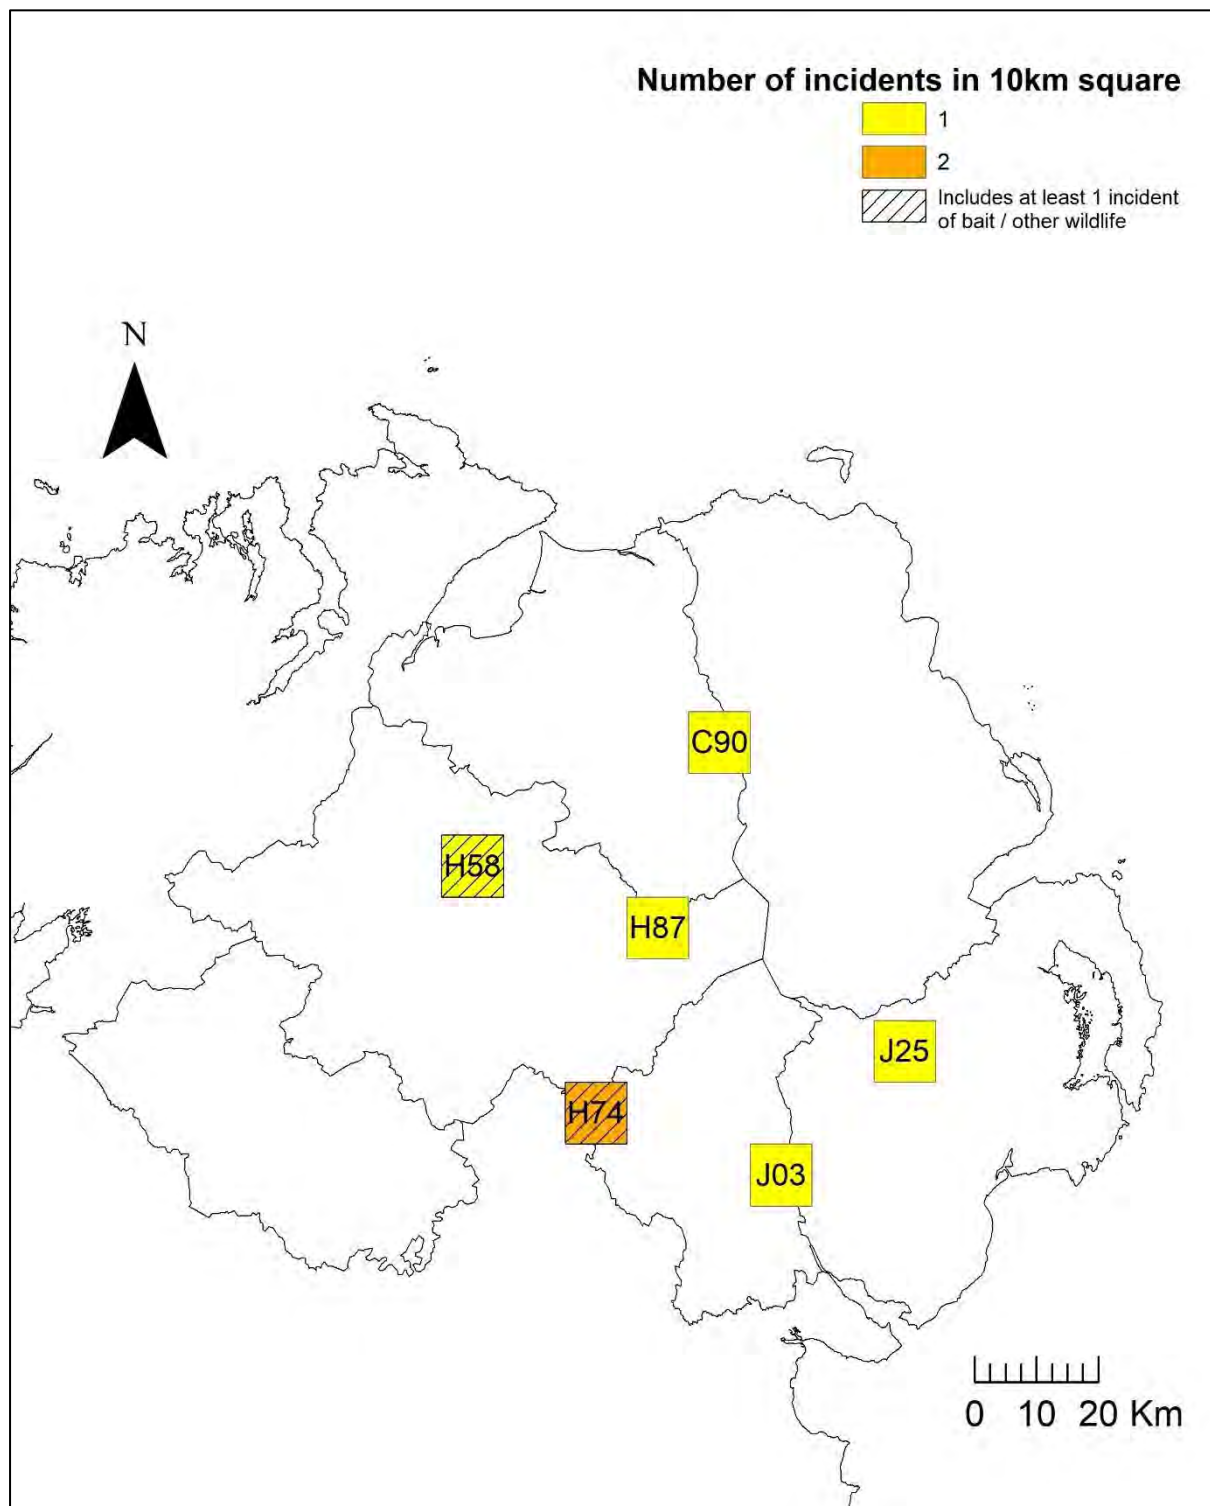 Number of incidents in 10km square
1
2
Includes at least 1 incident
of bait / other wildlife
N
C90
H58
H87
J25
H74
J03
0 10 20 Km